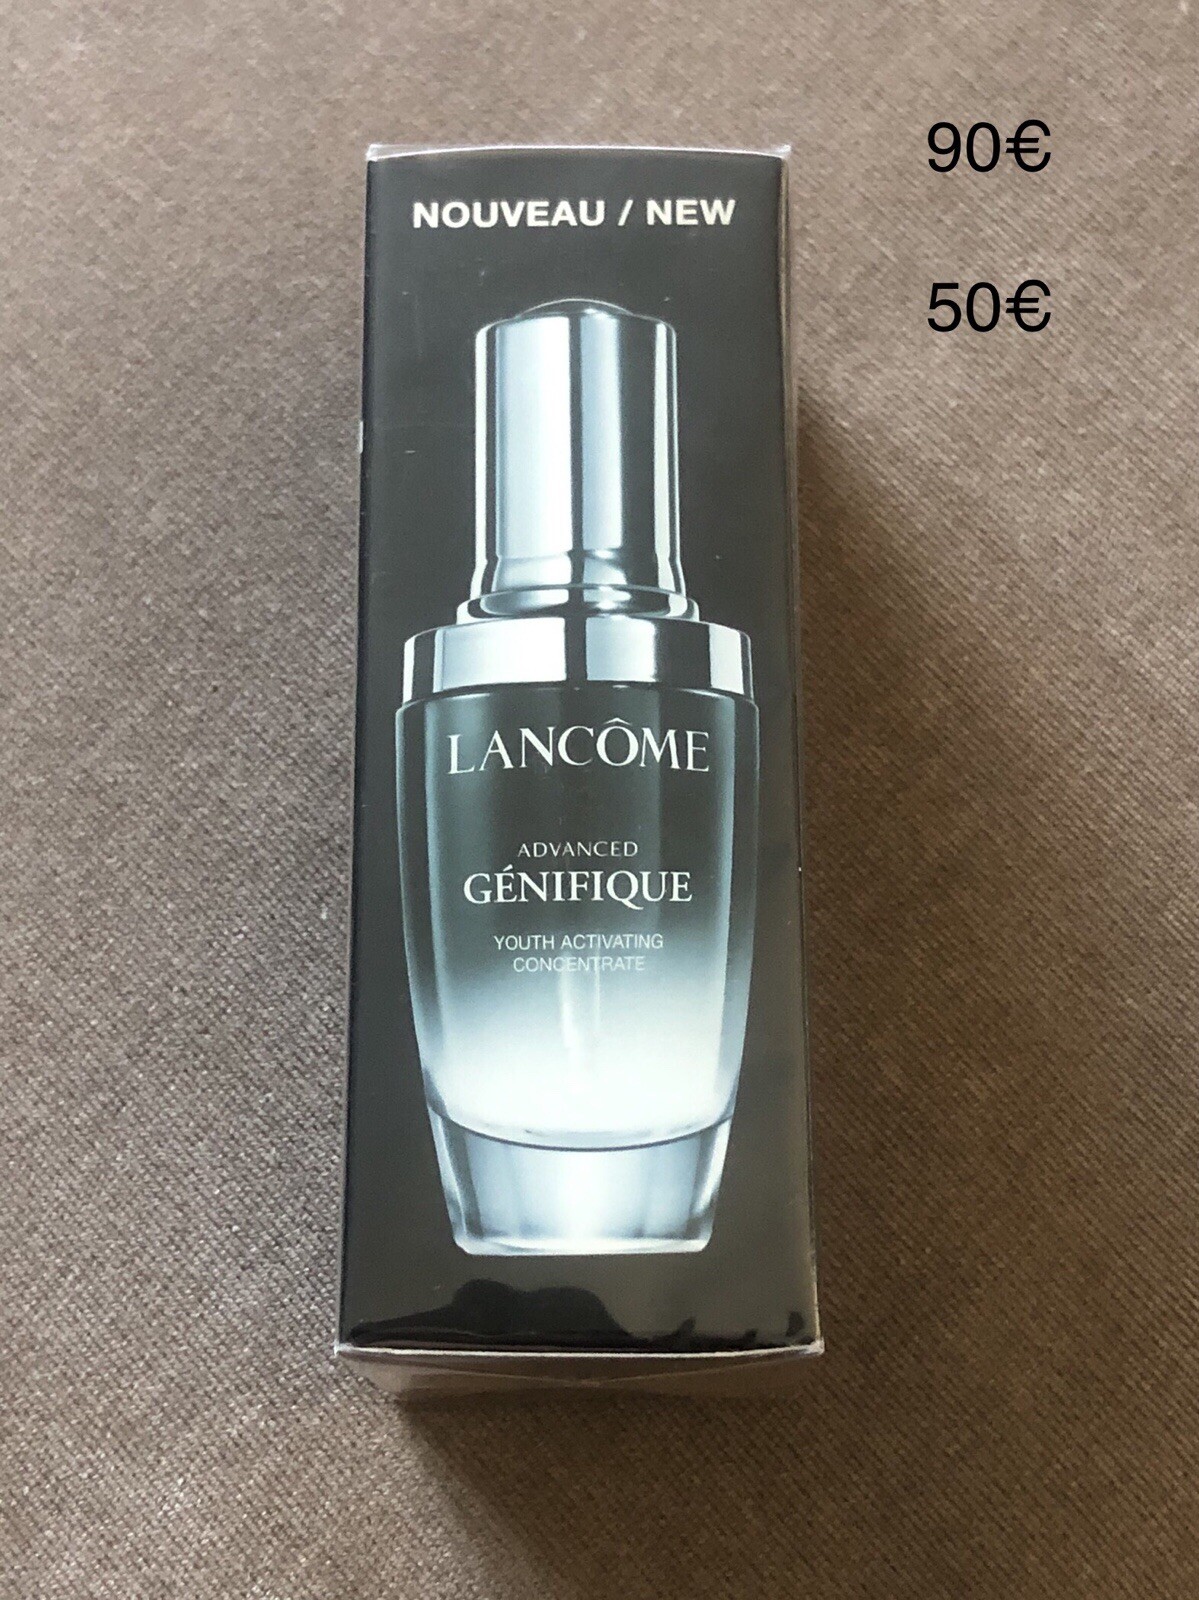 90€
50€
NOUVEAU / NEW
LANCÔME
ADVANCED
GÉNIFIQUE
YOUTH ACTIVATING
CONCENTRATE